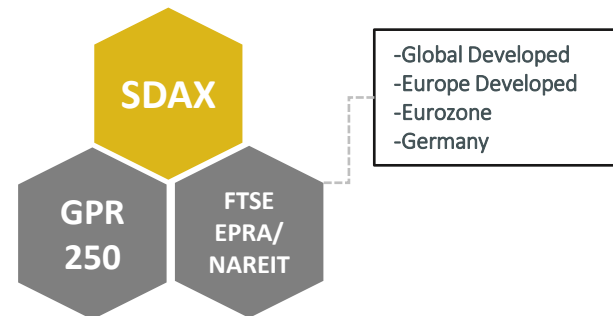 SDAX
GPR
250
FTSE
EPRA/
NAREIT
-Global Developed
-Europe Developed
-Eurozone
-Germany